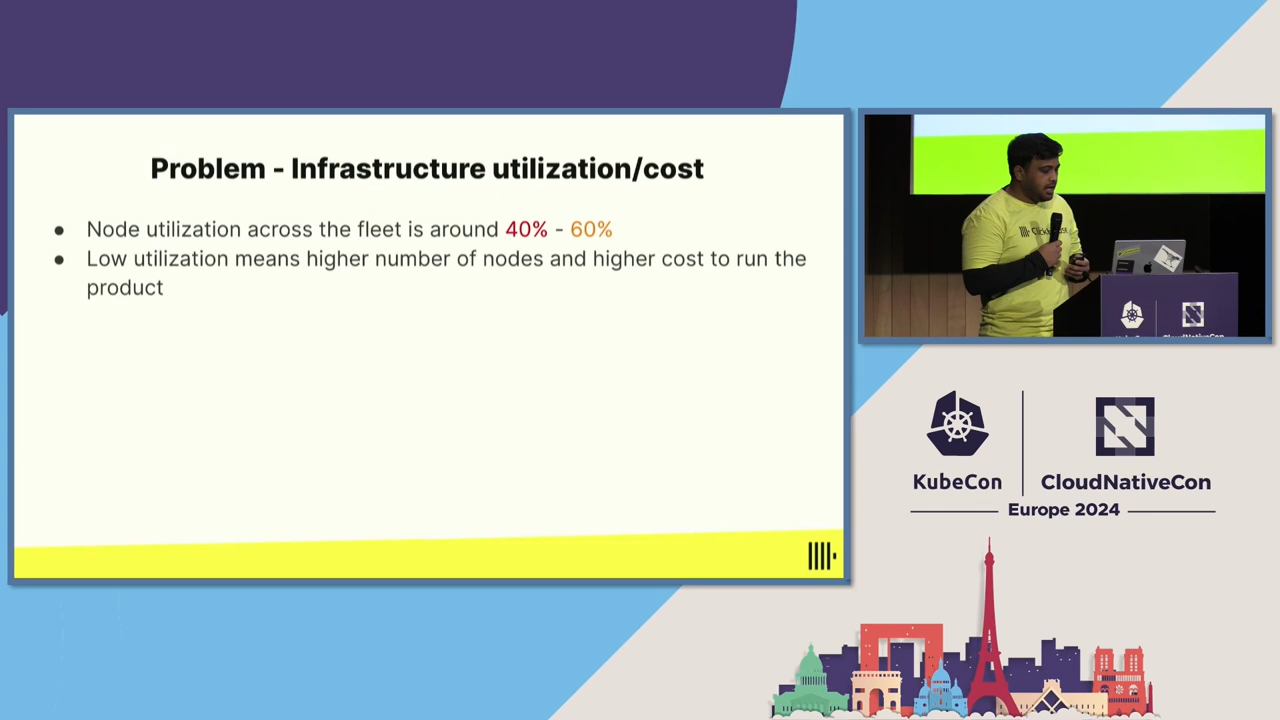 Problem - Infrastructure utilization/cost
● Node utilization across the fleet is around 40% - 60%
● Low utilization means higher number of nodes and higher cost to run the
product
KubeCon
CloudNativeCon
Europe 2024